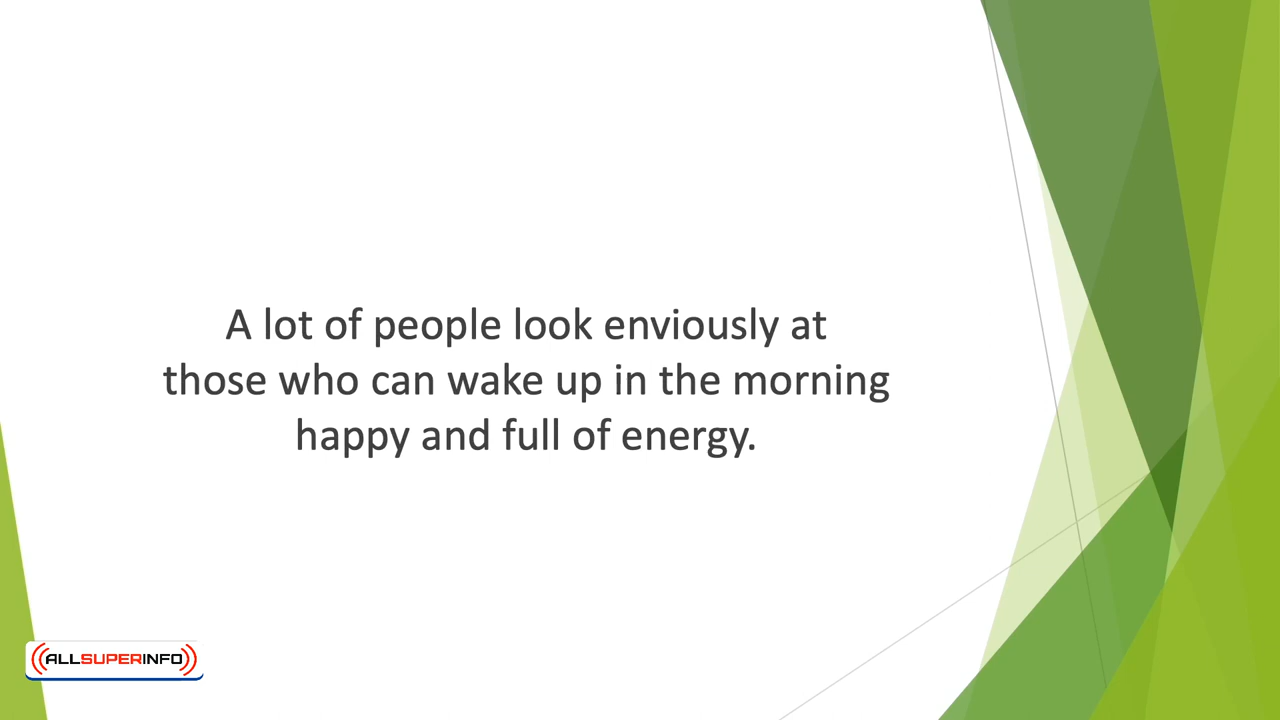 A lot of people look enviously at
those who can wake up in the morning
happy and full of energy.
ALLSUPERINFO